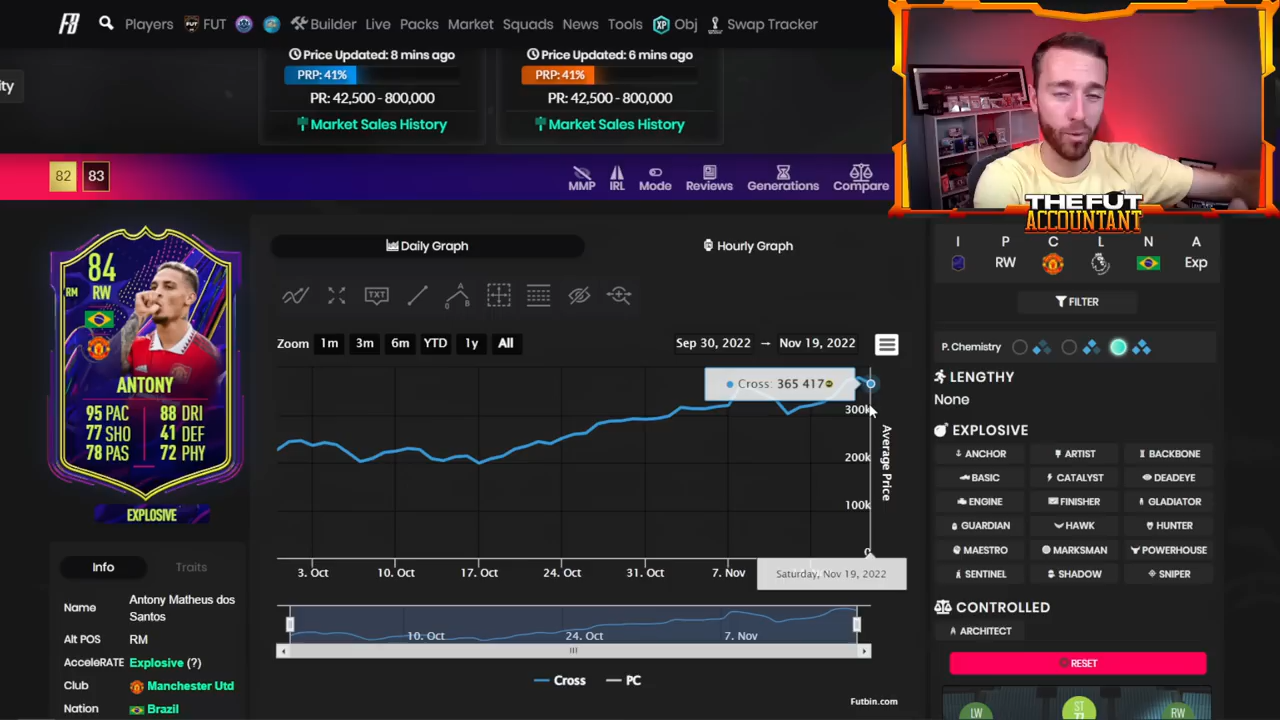 FB Players FUT Builder Live Packs Market Squads News Tools XP Obj Swap Tracker
ty
Price Updated: 8 mins ago
PRP: 41%
PR: 42,500 - 800,000
Market Sales History
Price Updated: 6 mins ago
PRP: 41%
PR: 42,500 - 800,000
Market Sales History
THE FUT
ACCOUNTANT
82 83
MMP IRL Mode Reviews Generations Compare
84
RW
RM
ANTONY
95 PAC 88 DRI
77 SHO 41 DEF
78 PAS 72 PHY
EXPLOSIVE
Info Traits
Name Antony Matheus dos Santos
Alt POS RM
AcceleRATE Explosive (?)
Club Manchester Utd
Nation Brazil
Daily Graph Hourly Graph
TXT
Zoom 1m 3m 6m YTD 1y All
Sep 30, 2022 → Nov 19, 2022
Cross: 365 417
300k
200k
100k
0
Average Price
3. Oct 10. Oct 17. Oct 24. Oct 31. Oct 7. Nov
Saturday, Nov 19, 2022
10. Oct 24. Oct 7. Nov
Cross PC
Futbin.com
I P C L N A
RW Exp
FILTER
P. Chemistry
LENGTHY
None
EXPLOSIVE
ANCHOR ARTIST BACKBONE
BASIC CATALYST DEADEYE
ENGINE FINISHER GLADIATOR
GUARDIAN HAWK HUNTER
MAESTRO MARKSMAN POWERHOUSE
SENTINEL SHADOW SNIPER
CONTROLLED
ARCHITECT
RESET
LW ST RW